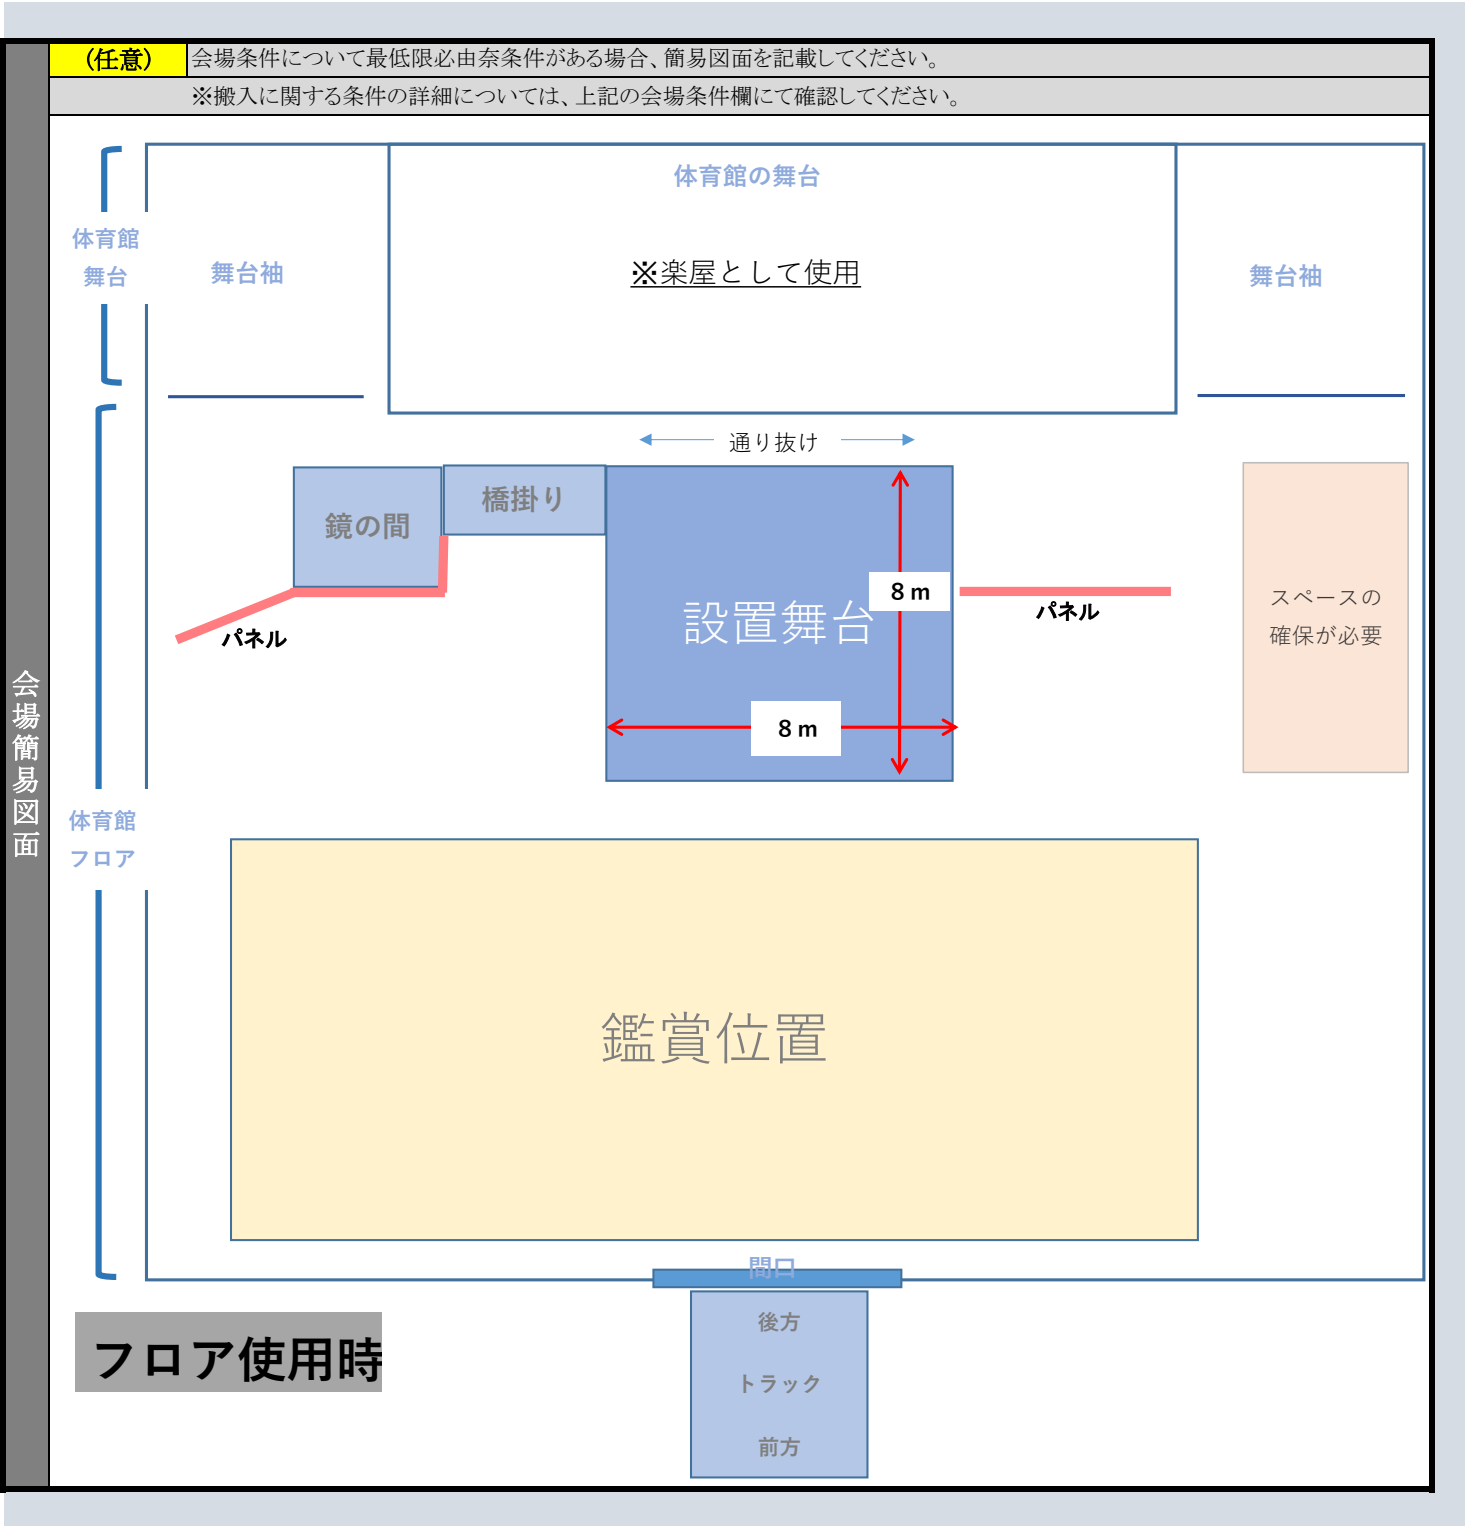 (任意)
会場条件について最低限必由奈条件がある場合、簡易図面を記載してください。
※搬入に関する条件の詳細については、上記の会場条件欄にて確認してください。
会場簡易図面
体育館の舞台
体育館
舞台
舞台袖
※楽屋として使用
舞台袖
通り抜け
鏡の間
橋掛り
設置舞台
8 m
8 m
パネル
パネル
スペースの
確保が必要
体育館
フロア
鑑賞位置
間口
後方
トラック
前方
フロア使用時